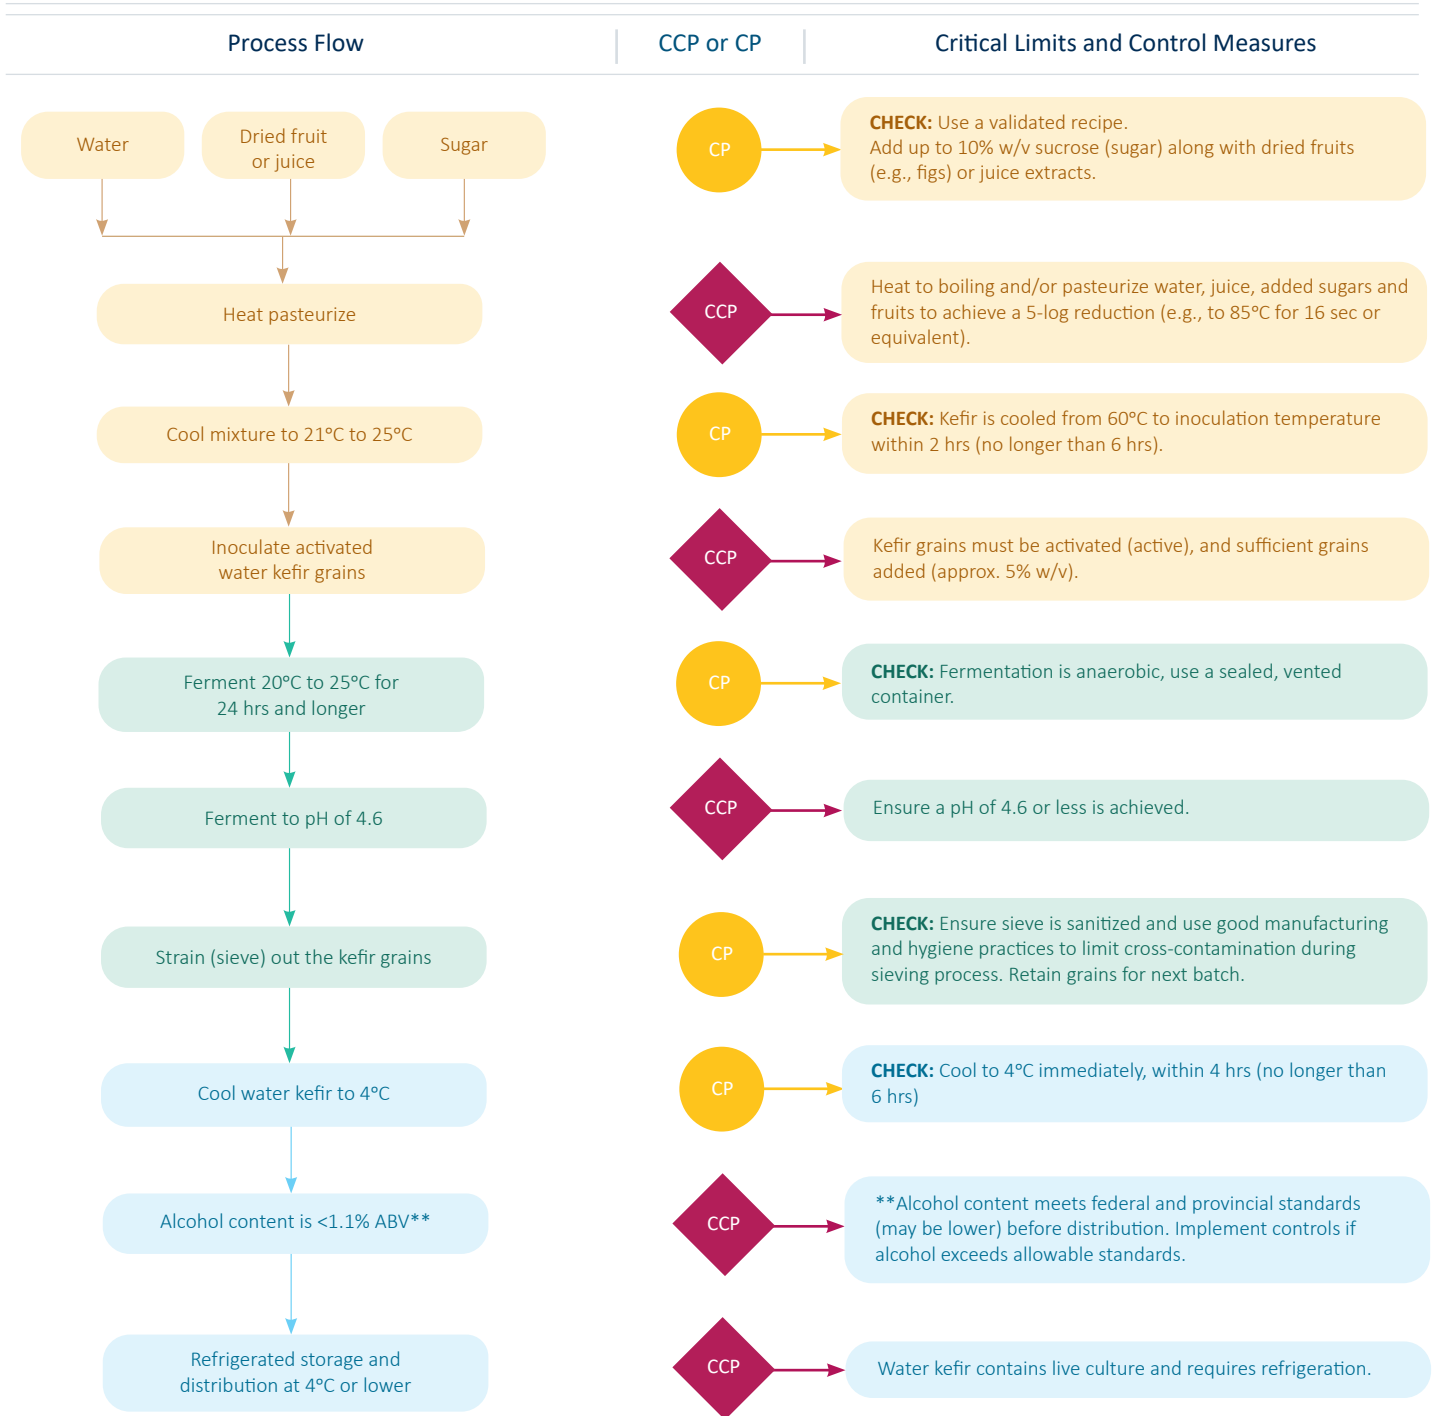 Process Flow
CCP or CP
Critical Limits and Control Measures
Water
Dried fruit
or juice
Sugar
CP
CHECK: Use a validated recipe.
Add up to 10% w/v sucrose (sugar) along with dried fruits
(e.g., figs) or juice extracts.
Heat pasteurize
CCP
Heat to boiling and/or pasteurize water, juice, added sugars and
fruits to achieve a 5-log reduction (e.g., to 85ºC for 16 sec or
equivalent).
Cool mixture to 21ºC to 25ºC
CP
CHECK: Kefir is cooled from 60ºC to inoculation temperature
within 2 hrs (no longer than 6 hrs).
Inoculate activated
water kefir grains
CCP
Kefir grains must be activated (active), and sufficient grains
added (approx. 5% w/v).
Ferment 20ºC to 25ºC for
24 hrs and longer
CP
CHECK: Fermentation is anaerobic, use a sealed, vented
container.
Ferment to pH of 4.6
CCP
Ensure a pH of 4.6 or less is achieved.
Strain (sieve) out the kefir grains
CP
CHECK: Ensure sieve is sanitized and use good manufacturing
and hygiene practices to limit cross-contamination during
sieving process. Retain grains for next batch.
Cool water kefir to 4ºC
CP
CHECK: Cool to 4ºC immediately, within 4 hrs (no longer than
6 hrs)
Alcohol content is <1.1% ABV**
CCP
**Alcohol content meets federal and provincial standards
(may be lower) before distribution. Implement controls if
alcohol exceeds allowable standards.
Refrigerated storage and
distribution at 4ºC or lower
CCP
Water kefir contains live culture and requires refrigeration.